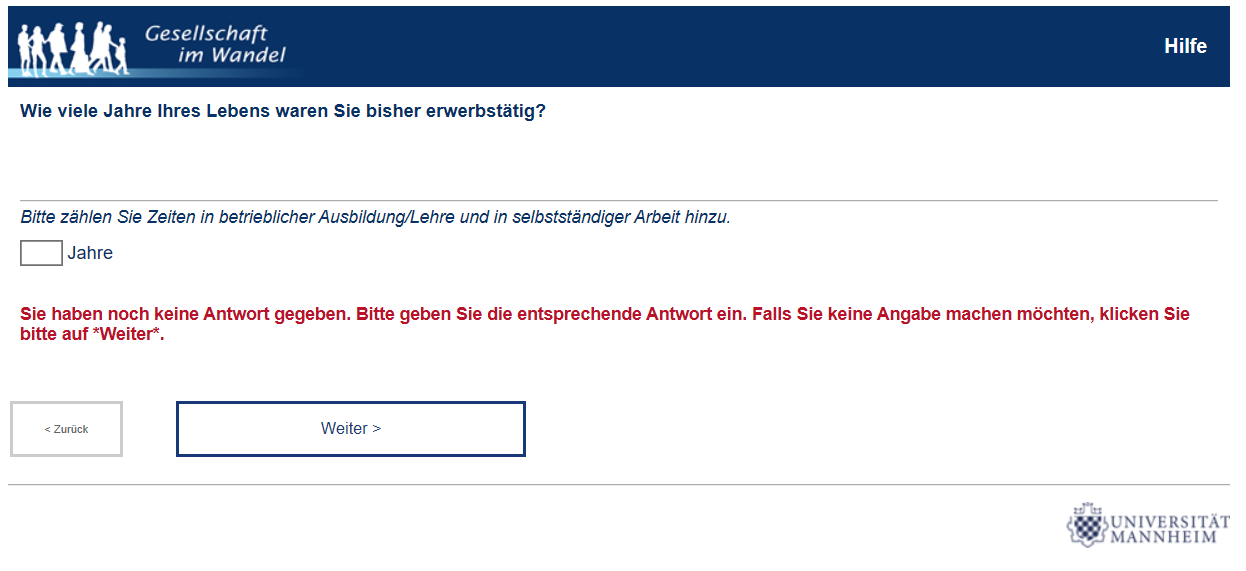 Gesellschaft
im Wandel
Hilfe
Wie viele Jahre Ihres Lebens waren Sie bisher erwerbstätig?
Bitte zählen Sie Zeiten in betrieblicher Ausbildung/Lehre und in selbstständiger Arbeit hinzu.
Jahre
Sie haben noch keine Antwort gegeben. Bitte geben Sie die entsprechende Antwort ein. Falls Sie keine Angabe machen möchten, klicken Sie
bitte auf *Weiter*.
< Zurück
Weiter >
UNIVERSITÄT
MANNHEIM